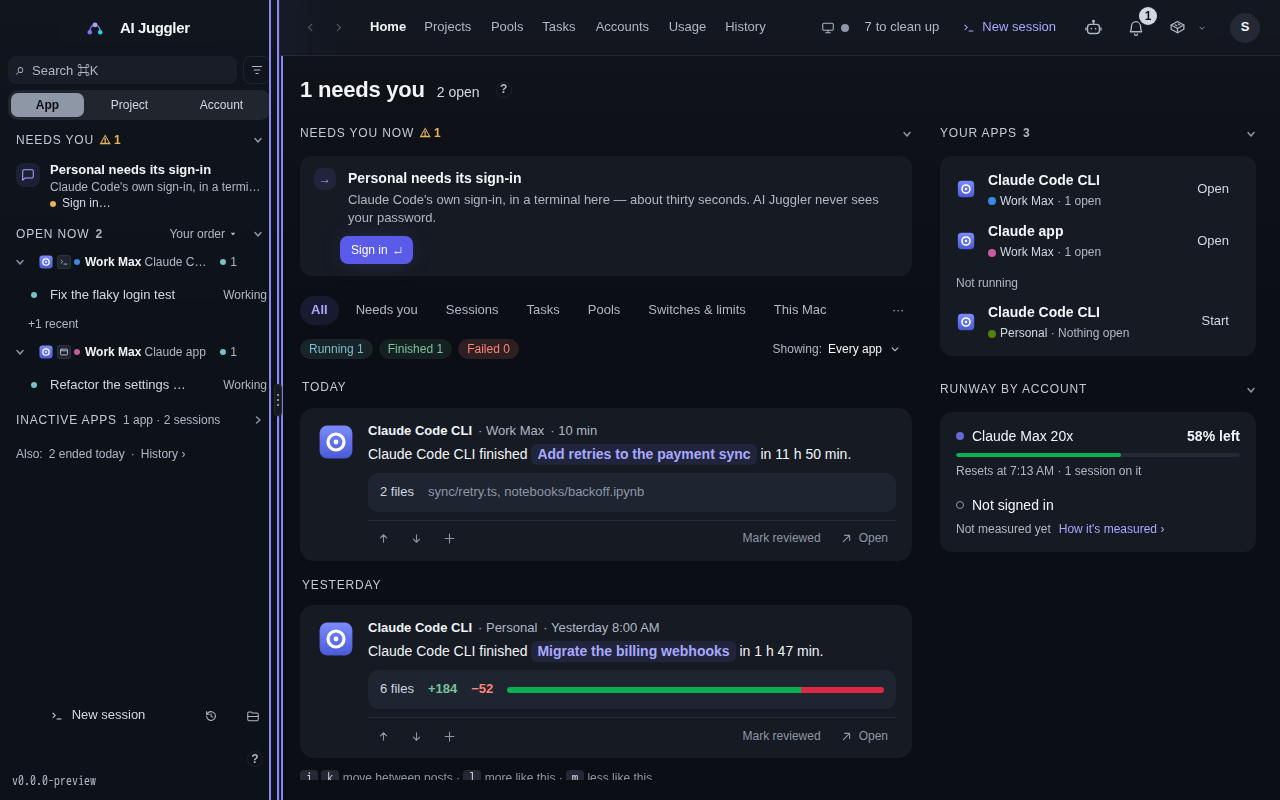 AI Juggler
Search ⌘K
App Project Account
NEEDS YOU 1
Personal needs its sign-in
Claude Code's own sign-in, in a termi…
Sign in…
OPEN NOW 2 Your order
Work Max Claude C… 1
Fix the flaky login test Working
+1 recent
Work Max Claude app 1
Refactor the settings … Working
INACTIVE APPS 1 app · 2 sessions
Also: 2 ended today · History ›
New session
?
v0.0.0-preview
Home Projects Pools Tasks Accounts Usage History
7 to clean up New session 1 S
1 needs you 2 open ?
NEEDS YOU NOW 1
Personal needs its sign-in
Claude Code's own sign-in, in a terminal here — about thirty seconds. AI Juggler never sees
your password.
Sign in
All Needs you Sessions Tasks Pools Switches & limits This Mac ···
Running 1 Finished 1 Failed 0 Showing: Every app
TODAY
Claude Code CLI · Work Max · 10 min
Claude Code CLI finished Add retries to the payment sync in 11 h 50 min.
2 files sync/retry.ts, notebooks/backoff.ipynb
Mark reviewed Open
YESTERDAY
Claude Code CLI · Personal · Yesterday 8:00 AM
Claude Code CLI finished Migrate the billing webhooks in 1 h 47 min.
6 files +184 −52
Mark reviewed Open
j k move between posts · l more like this · m less like this
YOUR APPS 3
Claude Code CLI
Work Max · 1 open
Open
Claude app
Work Max · 1 open
Open
Not running
Claude Code CLI
Personal · Nothing open
Start
RUNWAY BY ACCOUNT
Claude Max 20x 58% left
Resets at 7:13 AM · 1 session on it
Not signed in
Not measured yet How it's measured ›